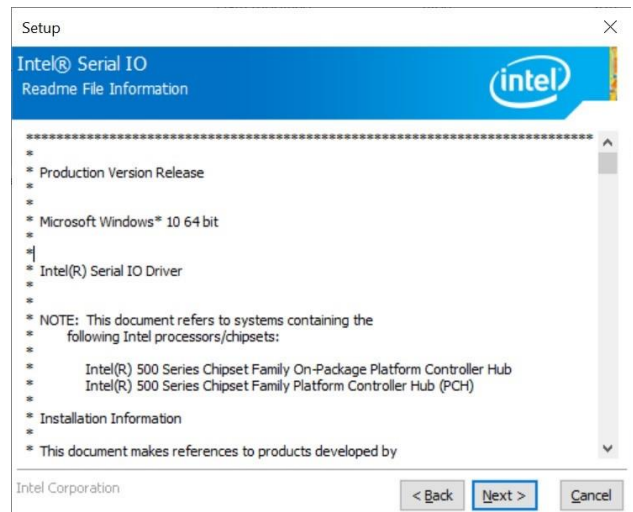 Setup
Intel® Serial IO
Readme File Information
intel
******************************************************************************
*
* Production Version Release
*
*
* Microsoft Windows* 10 64 bit
*
*
* Intel(R) Serial IO Driver
*
*
* NOTE: This document refers to systems containing the
* following Intel processors/chipsets:
*
* Intel(R) 500 Series Chipset Family On-Package Platform Controller Hub
* Intel(R) 500 Series Chipset Family Platform Controller Hub (PCH)
*
* Installation Information
*
* This document makes references to products developed by
Intel Corporation
< Back Next > Cancel